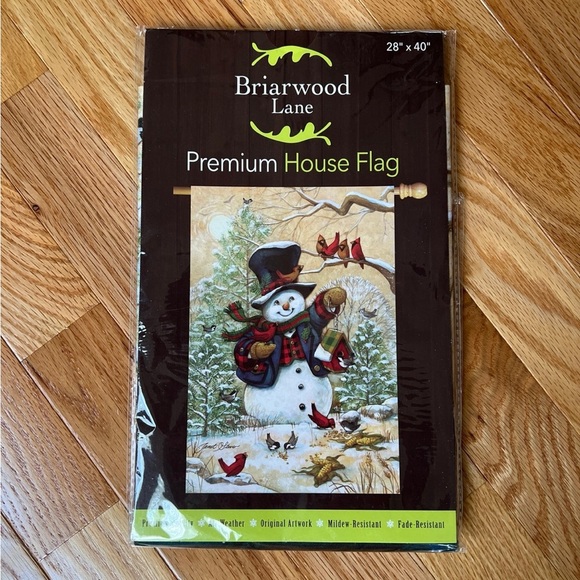 28" x 40"
Briarwood
Lane
Premium House Flag
Weather * Original Artwork * Mildew-Resistant * Fade-Resistant